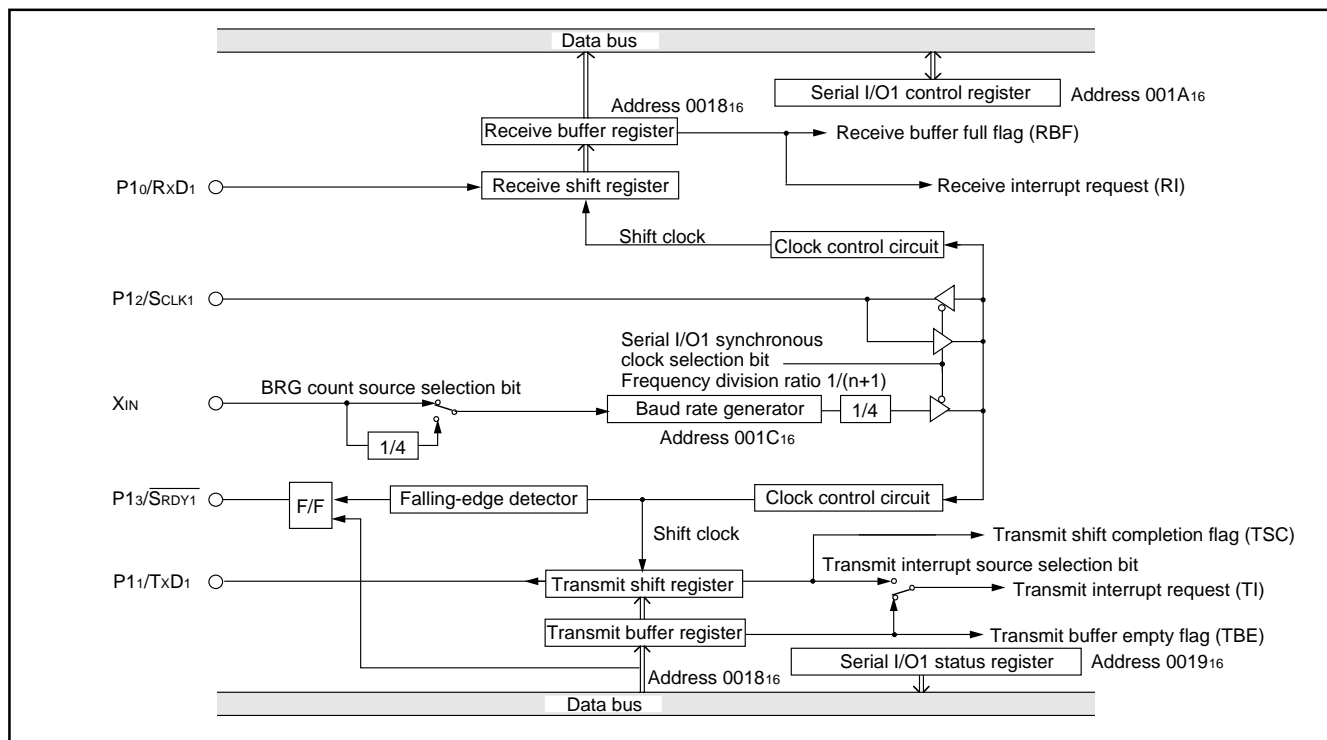 Data bus
Serial I/O1 control register
Address 001A16
Address 001816
Receive buffer register
Receive buffer full flag (RBF)
P10/RXD1
Receive shift register
Receive interrupt request (RI)
Shift clock
Clock control circuit
P12/SCLK1
Serial I/O1 synchronous
clock selection bit
BRG count source selection bit
Frequency division ratio 1/(n+1)
XIN
Baud rate generator
1/4
Address 001C16
1/4
P13/SRDY1
F/F
Falling-edge detector
Clock control circuit
Shift clock
Transmit shift completion flag (TSC)
Transmit interrupt source selection bit
P11/TXD1
Transmit shift register
Transmit interrupt request (TI)
Transmit buffer register
Transmit buffer empty flag (TBE)
Address 001816
Serial I/O1 status register
Address 001916
Data bus